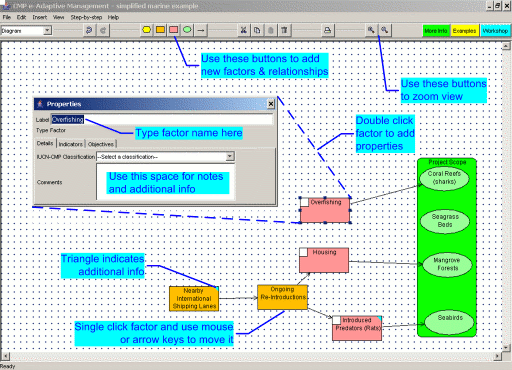 CMP e-Adaptive Management - simplified marine example
File Edit Insert Step-by-step Help
Diagram
More Info Examples Workshop
Use these buttons to add
new factors & relationships
Use these buttons
to zoom view
Properties
Label Overfishing
Type Factor
Type factor name here
Details Indicators Objectives
IUCN-CMP Classification --Select a classification--
Comments
Use this space for notes
and additional info
Double click
factor to add
properties
Project Scope
Coral Reefs
(sharks)
Overfishing
Seagrass
Beds
Housing
Mangrove
Forests
Triangle indicates
additional info
Nearby
International
Shipping Lanes
Ongoing
Re-Introductions
Introduced
Predators (Rats)
Seabirds
Single click factor and use mouse
or arrow keys to move it
Ready